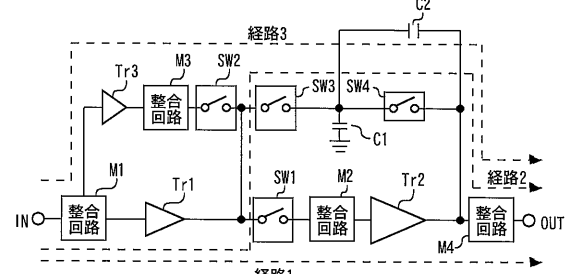 C2
経路3
M3
SW2
Tr3
SW3
SW4
整合
回路
C1
M1
Tr1
SW1
M2
Tr2
経路2
IN
整合
回路
整合
回路
整合
回路
OUT
M4
経路1